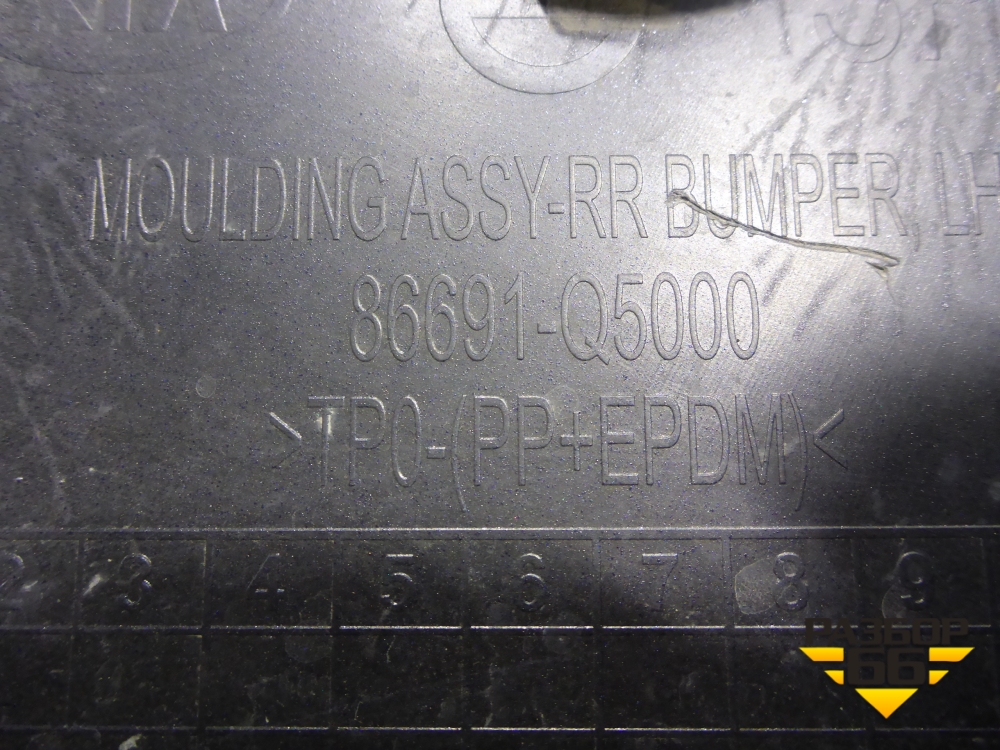 MOULDING ASSY-RR BUMPER, LH
86691-Q5000
>TPO-(PP+EPDM)<
2 3 4 5 6 7 8 9
РАЗБОР
66